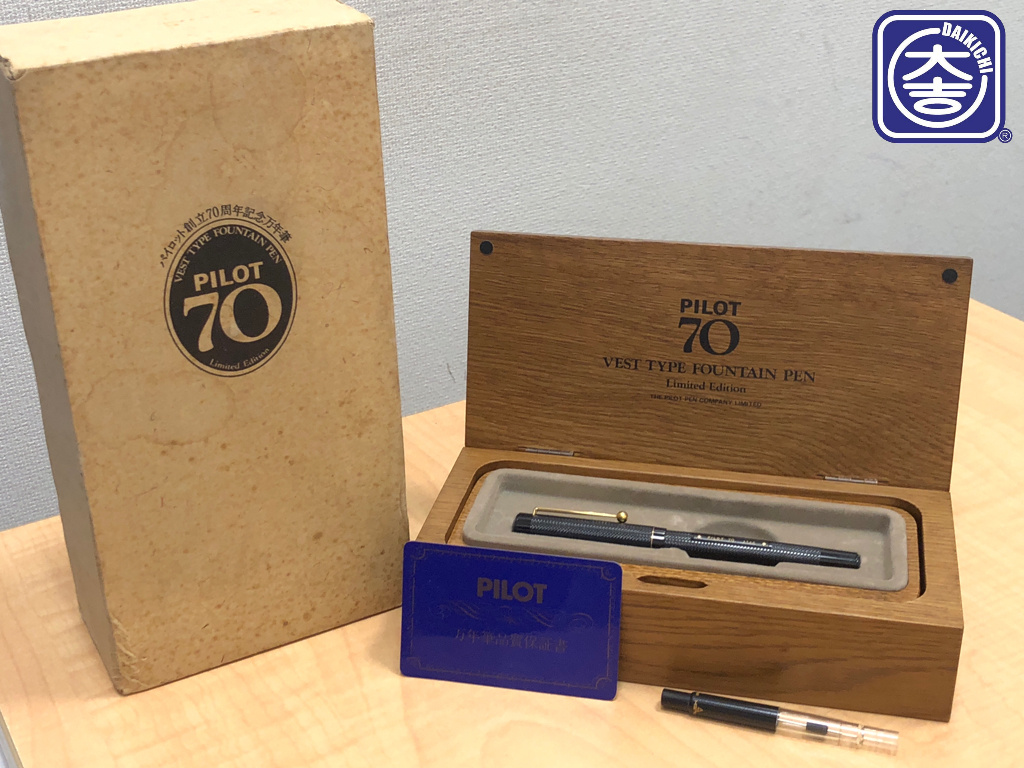 パイロット創立70周年記念万年筆
VEST TYPE FOUNTAIN PEN
PILOT
70
Limited Edition
DAIKICHI
大吉
®
PILOT
70
VEST TYPE FOUNTAIN PEN
Limited Edition
THE PILOT PEN COMPANY LIMITED
PILOT
万年筆品質保証書